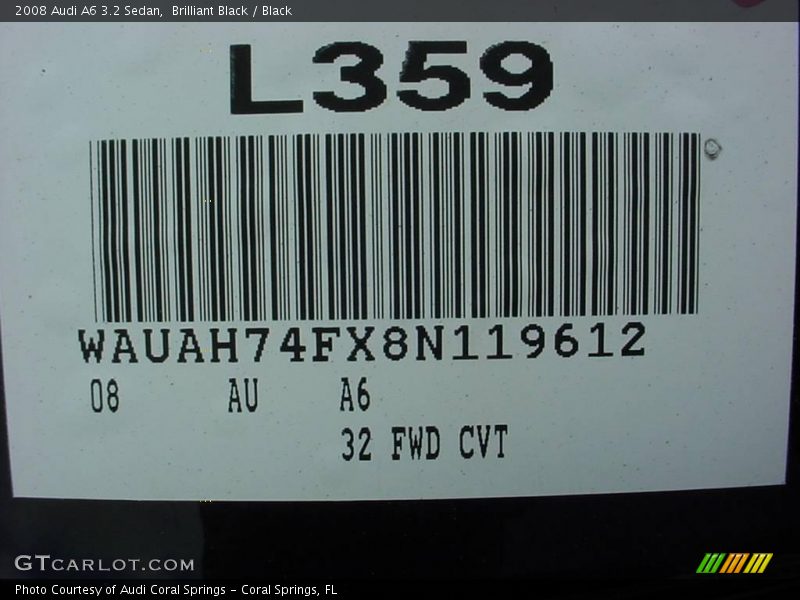 2008 Audi A6 3.2 Sedan,  Brilliant Black / Black
L359
WAUAH74FX8N119612
08 AU A6
32 FWD CVT
GTCARLOT.COM
Photo Courtesy of Audi Coral Springs - Coral Springs, FL